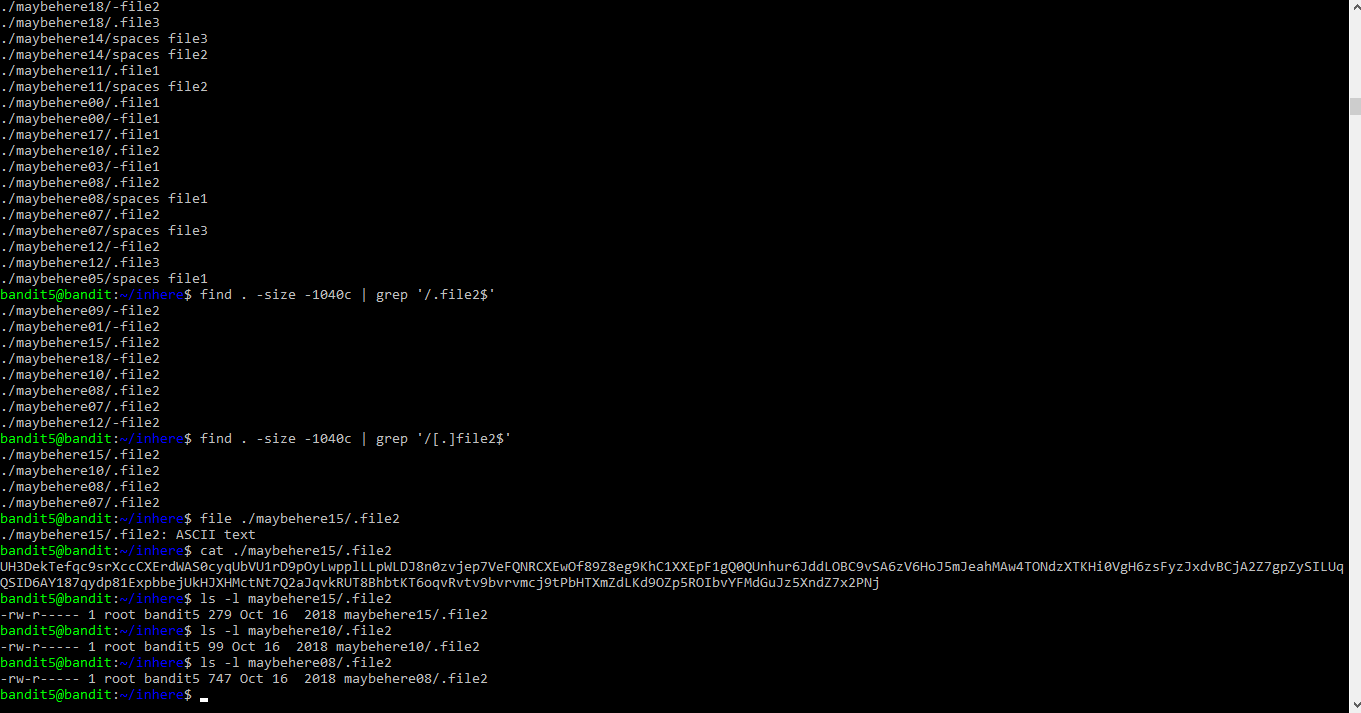 ./maybehere18/-file2
./maybehere18/.file3
./maybehere14/spaces file3
./maybehere14/spaces file2
./maybehere11/.file1
./maybehere11/spaces file2
./maybehere00/.file1
./maybehere00/-file1
./maybehere17/.file1
./maybehere10/.file2
./maybehere03/-file1
./maybehere08/.file2
./maybehere08/spaces file1
./maybehere07/.file2
./maybehere07/spaces file3
./maybehere12/-file2
./maybehere12/.file3
./maybehere05/spaces file1
bandit5@bandit:~/inhere$ find . -size -1040c | grep '/.file2$'
./maybehere09/-file2
./maybehere01/-file2
./maybehere15/.file2
./maybehere18/-file2
./maybehere10/.file2
./maybehere08/.file2
./maybehere07/.file2
./maybehere12/-file2
bandit5@bandit:~/inhere$ find . -size -1040c | grep '/[.]file2$'
./maybehere15/.file2
./maybehere10/.file2
./maybehere08/.file2
./maybehere07/.file2
bandit5@bandit:~/inhere$ file ./maybehere15/.file2
./maybehere15/.file2: ASCII text
bandit5@bandit:~/inhere$ cat ./maybehere15/.file2
UH3DekTefqc9srXccCXErdWAS0cyqUbVU1rD9pOyLwpplLLpWLDJ8n0zvjep7VeFQNRCXEwOf89Z8eg9KhC1XXEpF1gQ0QUnhur6JddLOBC9vSA6zV6HoJ5mJeahMAw4TONdzXTKHi0VgH6zsFyzJxdvBCjA2Z7gpZySILUq
QSID6AY187qydp81ExpbbejUkHJXHMctNt7Q2aJqvkRUT8BhbtKT6oqvRvtv9bvrvmcj9tPbHTXmZdLKd9OZp5ROIbvYFMdGuJz5XndZ7x2PNj
bandit5@bandit:~/inhere$ ls -l maybehere15/.file2
-rw-r----- 1 root bandit5 279 Oct 16  2018 maybehere15/.file2
bandit5@bandit:~/inhere$ ls -l maybehere10/.file2
-rw-r----- 1 root bandit5 99 Oct 16  2018 maybehere10/.file2
bandit5@bandit:~/inhere$ ls -l maybehere08/.file2
-rw-r----- 1 root bandit5 747 Oct 16  2018 maybehere08/.file2
bandit5@bandit:~/inhere$